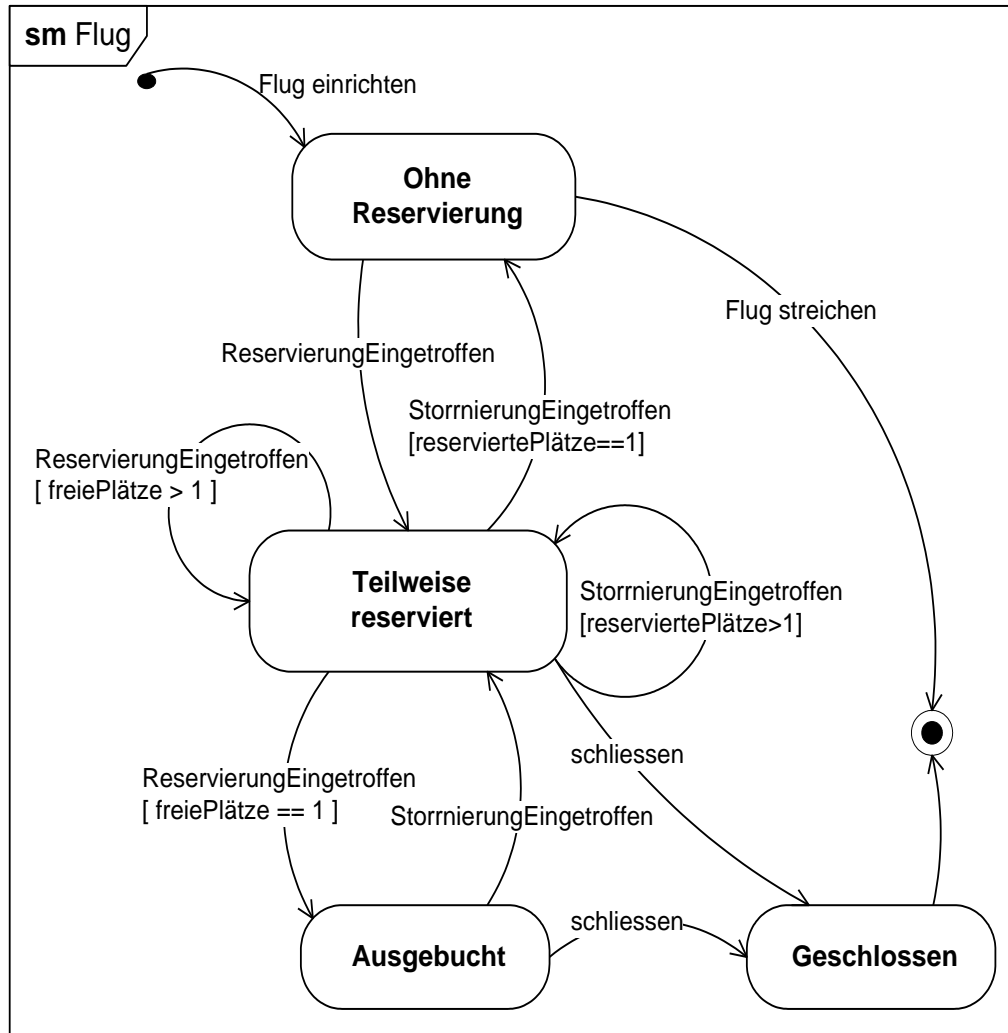 sm Flug
Flug einrichten
Ohne
Reservierung
Flug streichen
ReservierungEingetroffen
StorrnierungEingetroffen
[reserviertePlätze==1]
ReservierungEingetroffen
[ freiePlätze > 1 ]
Teilweise
reserviert
StorrnierungEingetroffen
[reserviertePlätze>1]
schliessen
ReservierungEingetroffen
[ freiePlätze == 1 ]
StorrnierungEingetroffen
schliessen
Ausgebucht
Geschlossen